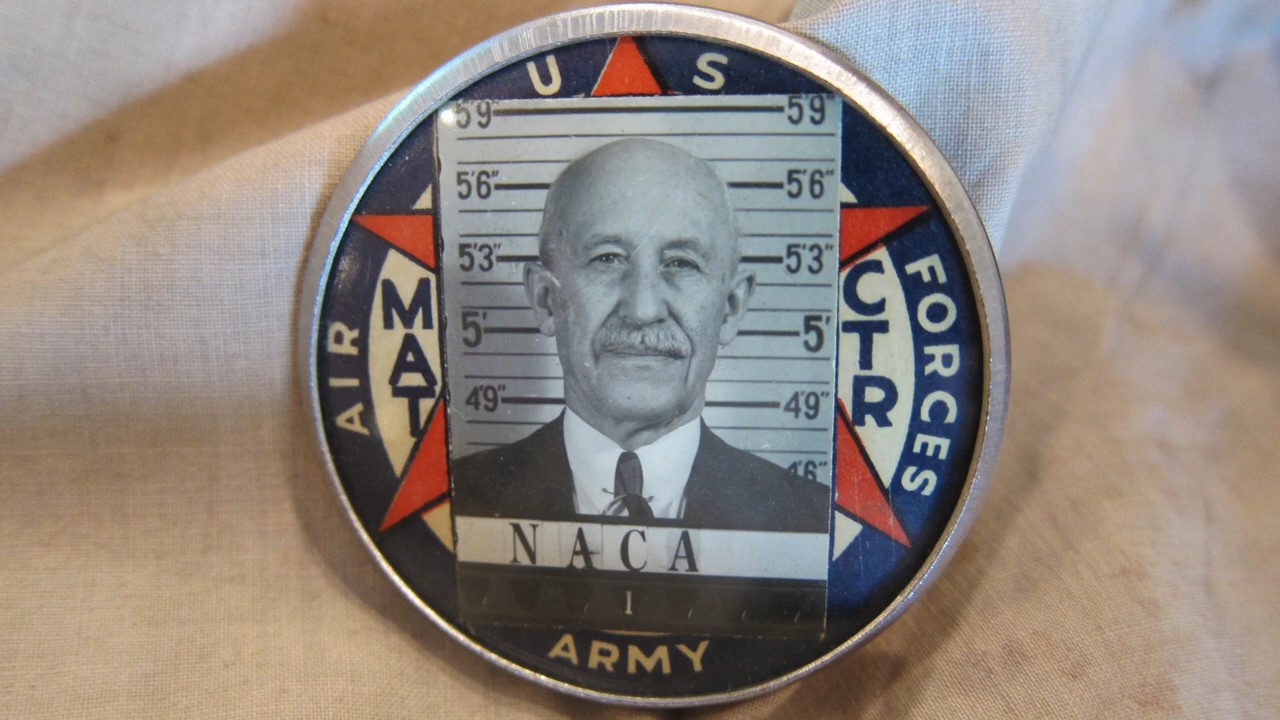 U S
AIR
FORCES
ARMY
MAT
CTR
5'9" 5'9"
5'6" 5'6"
5'3" 5'3"
5' 5'
4'9" 4'9"
4'6"
NACA
1